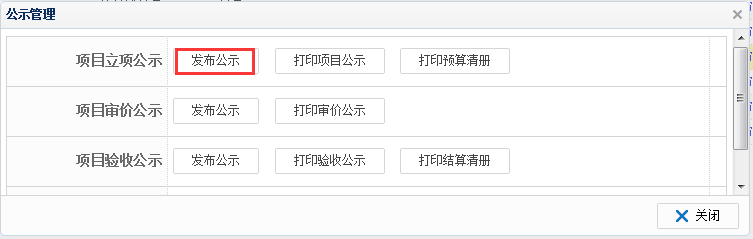 公示管理
项目立项公示 发布公示 打印项目公示 打印预算清册
项目审价公示 发布公示 打印审价公示
项目验收公示 发布公示 打印验收公示 打印结算清册
关闭